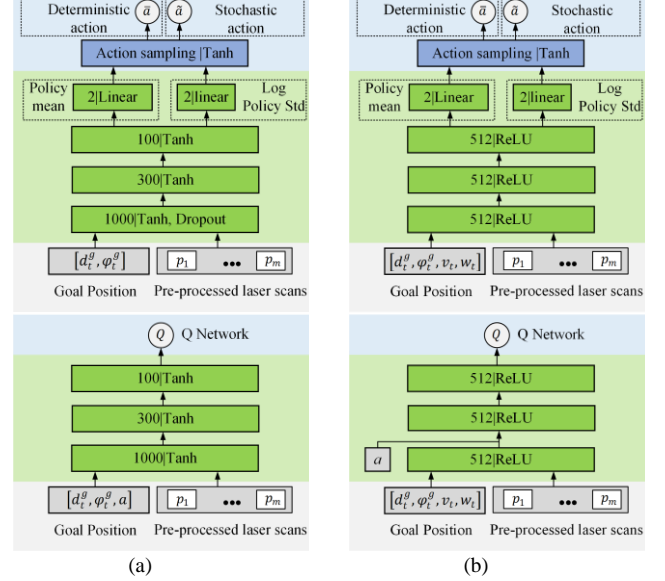 Deterministic action
ā
ã
Stochastic action
Action sampling |Tanh
Policy mean
2|Linear
2|linear
Log Policy Std
100|Tanh
300|Tanh
1000|Tanh, Dropout
[d_t^g, φ_t^g]
p_1 ••• p_m
Goal Position
Pre-processed laser scans
Q
Q Network
100|Tanh
300|Tanh
1000|Tanh
[d_t^g, φ_t^g, a]
p_1 ••• p_m
Goal Position
Pre-processed laser scans
(a)
Deterministic action
ā
ã
Stochastic action
Action sampling |Tanh
Policy mean
2|Linear
2|linear
Log Policy Std
512|ReLU
512|ReLU
512|ReLU
[d_t^g, φ_t^g, v_t, w_t]
p_1 ••• p_m
Goal Position
Pre-processed laser scans
Q
Q Network
512|ReLU
512|ReLU
a
512|ReLU
[d_t^g, φ_t^g, v_t, w_t]
p_1 ••• p_m
Goal Position
Pre-processed laser scans
(b)